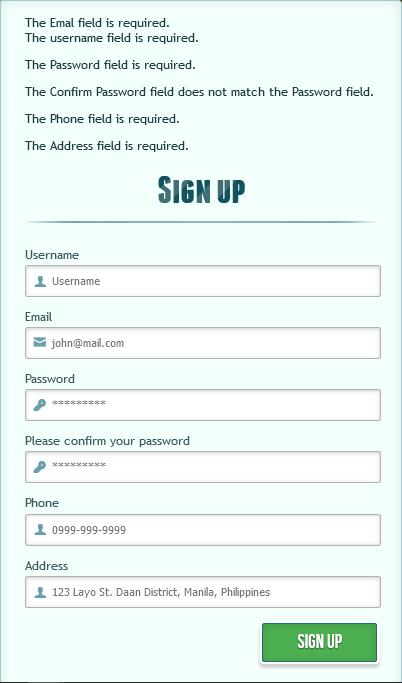 The Emal field is required.
The username field is required.
The Password field is required.
The Confirm Password field does not match the Password field.
The Phone field is required.
The Address field is required.
SIGN UP
Username
Username
Email
john@mail.com
Password
*********
Please confirm your password
*********
Phone
0999-999-9999
Address
123 Layo St. Daan District, Manila, Philippines
SIGN UP